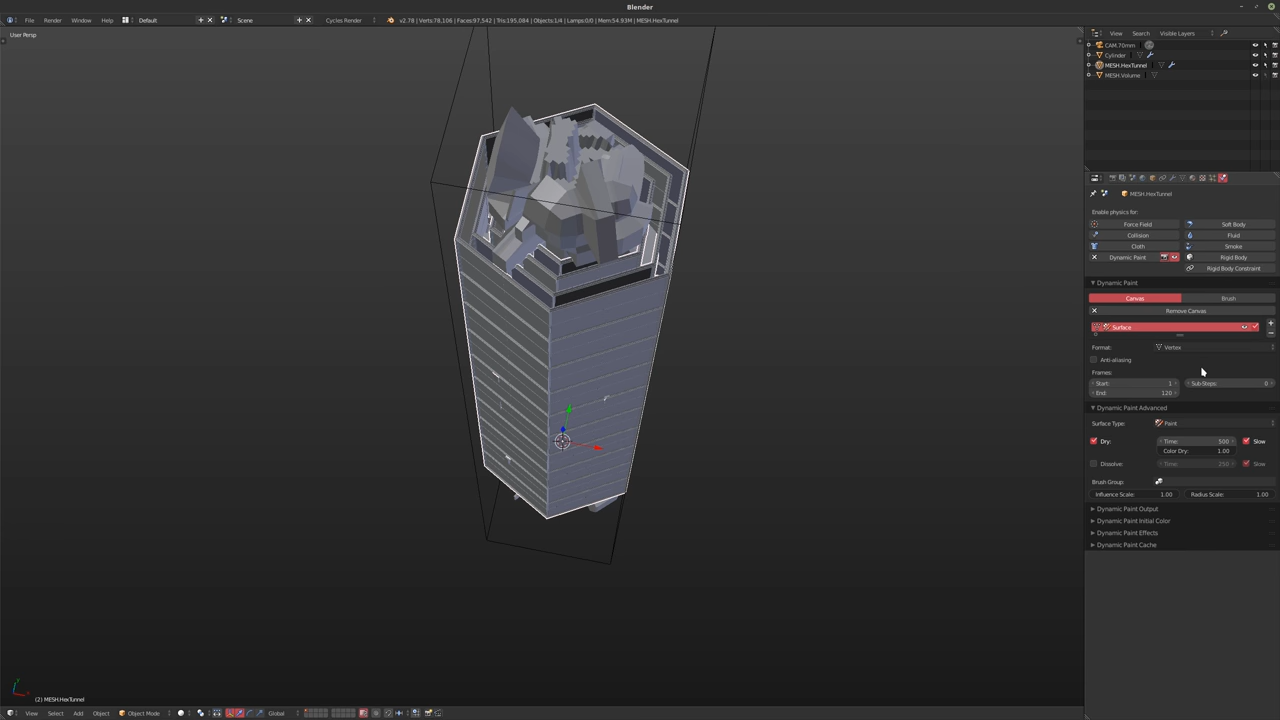 Blender
File Render Window Help Default Scene Cycles Render v2.78 | Verts:78,106 | Faces:97,542 | Tris:195,084 | Objects:1/4 | Lamps:0/0 | Mem:54.93M | MESH.HexTunnel
User Persp
View Search Visible Layers
CAM.70mm
Cylinder
MESH.HexTunnel
MESH.Volume
MESH.HexTunnel
Enable physics for:
Force Field Soft Body
Collision Fluid
Cloth Smoke
Dynamic Paint Rigid Body
Rigid Body Constraint
Dynamic Paint
Canvas Brush
Remove Canvas
Surface
Format: Vertex
Anti-aliasing
Frames:
Start: 1 Sub-Steps: 0
End: 120
Dynamic Paint Advanced
Surface Type: Paint
Dry: Time: 500 Slow
Color Dry: 1.00
Dissolve: Time: 250 Slow
Brush Group:
Influence Scale: 1.00 Radius Scale: 1.00
Dynamic Paint Output
Dynamic Paint Initial Color
Dynamic Paint Effects
Dynamic Paint Cache
(2) MESH.HexTunnel
View Select Add Object Object Mode Global